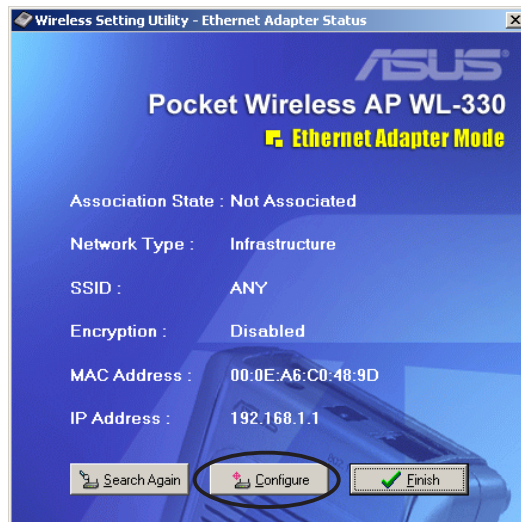 Wireless Setting Utility - Ethernet Adapter Status
ASUS
Pocket Wireless AP WL-330
Ethernet Adapter Mode
Association State : Not Associated
Network Type : Infrastructure
SSID : ANY
Encryption : Disabled
MAC Address : 00:0E:A6:C0:48:9D
IP Address : 192.168.1.1
Search Again Configure Finish